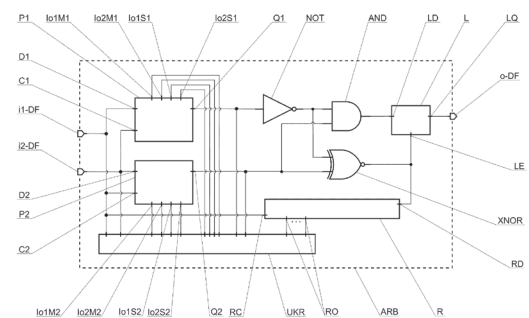 P1 Io1M1 Io2M1 Io1S1 Io2S1 Q1 NOT AND LD L LQ
D1
C1
o-DF
i1-DF
i2-DF
LE
D2
P2
XNOR
C2
RD
Io1M2 Io2M2 Io1S2 Io2S2 Q2 RC UKR RO ARB R